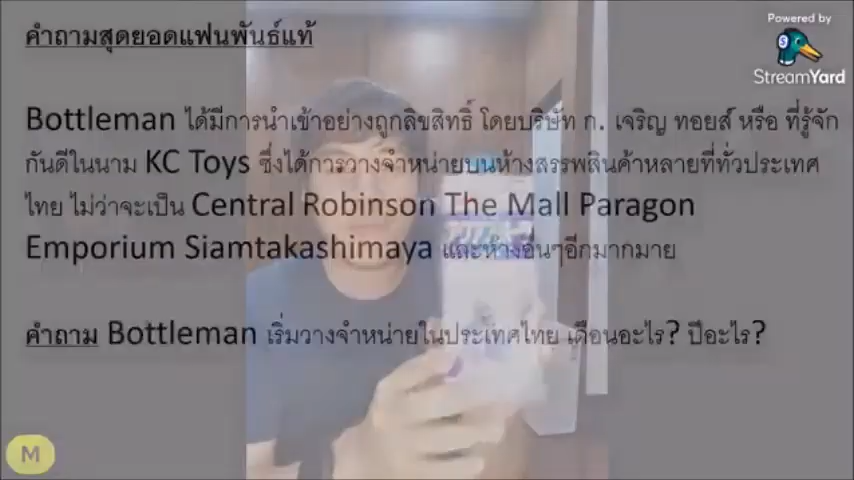 Powered by
StreamYard
คำถามสุดยอดแฟนพันธ์แท้
Bottleman ได้มีการนำเข้าอย่างถูกลิขสิทธิ์ โดยบริษัท ก. เจริญ ทอยส์ หรือ ที่รู้จัก
กันดีในนาม KC Toys ซึ่งได้การวางจำหน่ายบนห้างสรรพสินค้าหลายที่ทั่วประเทศ
ไทย ไม่ว่าจะเป็น Central Robinson The Mall Paragon
Emporium Siamtakashimaya และห้างอื่นๆอีกมากมาย
คำถาม Bottleman เริ่มวางจำหน่ายในประเทศไทย เดือนอะไร? ปีอะไร?
M